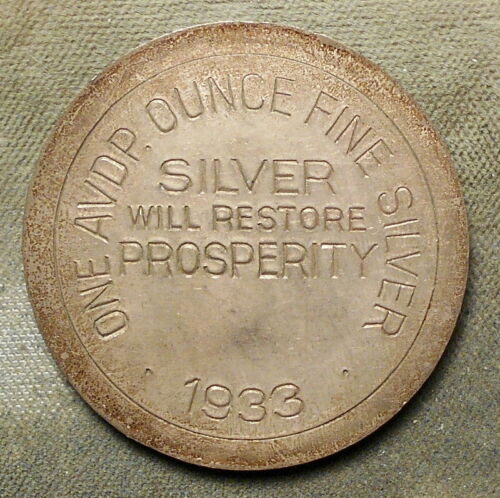 ONE AVDP. OUNCE FINE SILVER
SILVER
WILL RESTORE
PROSPERITY
1933